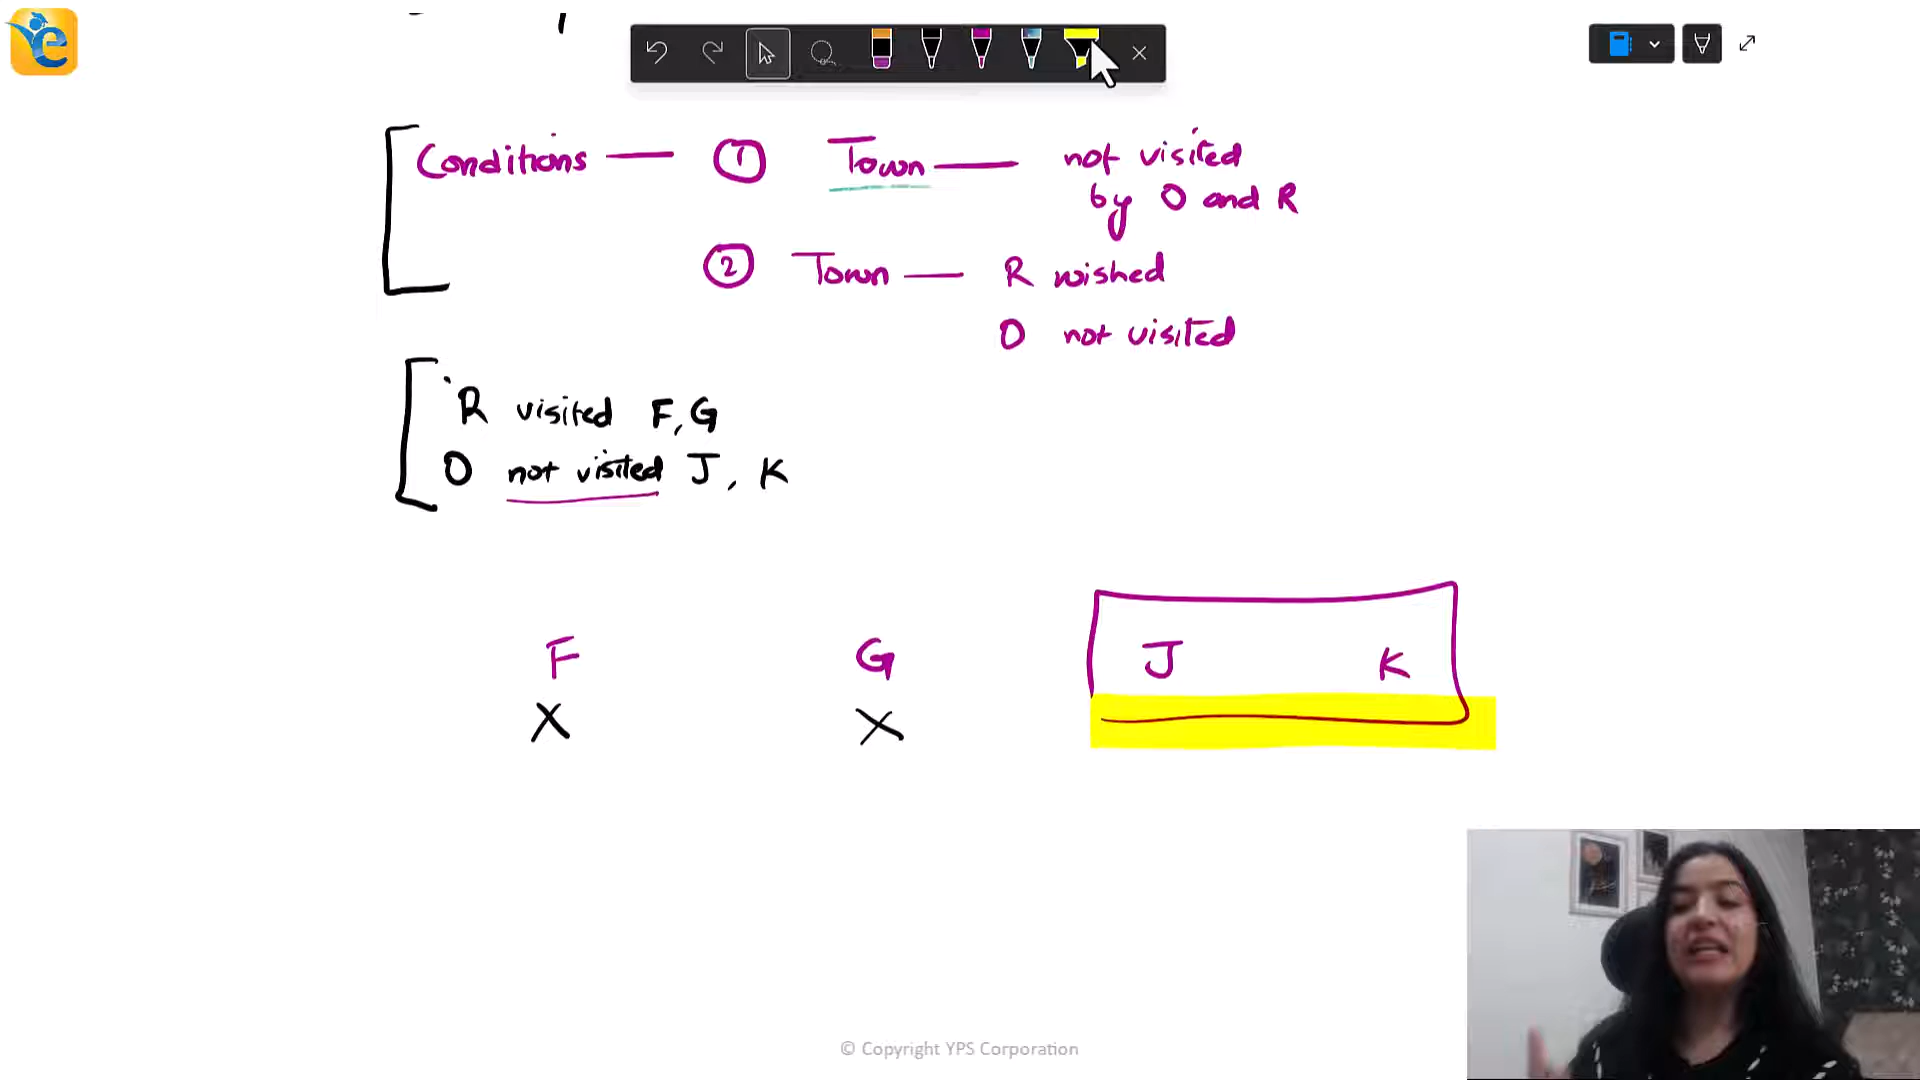 Conditions — ① Town — not visited
by O and R
② Town — R wished
O not visited
R visited F, G
O not visited J, K
F G J K
X X
© Copyright YPS Corporation